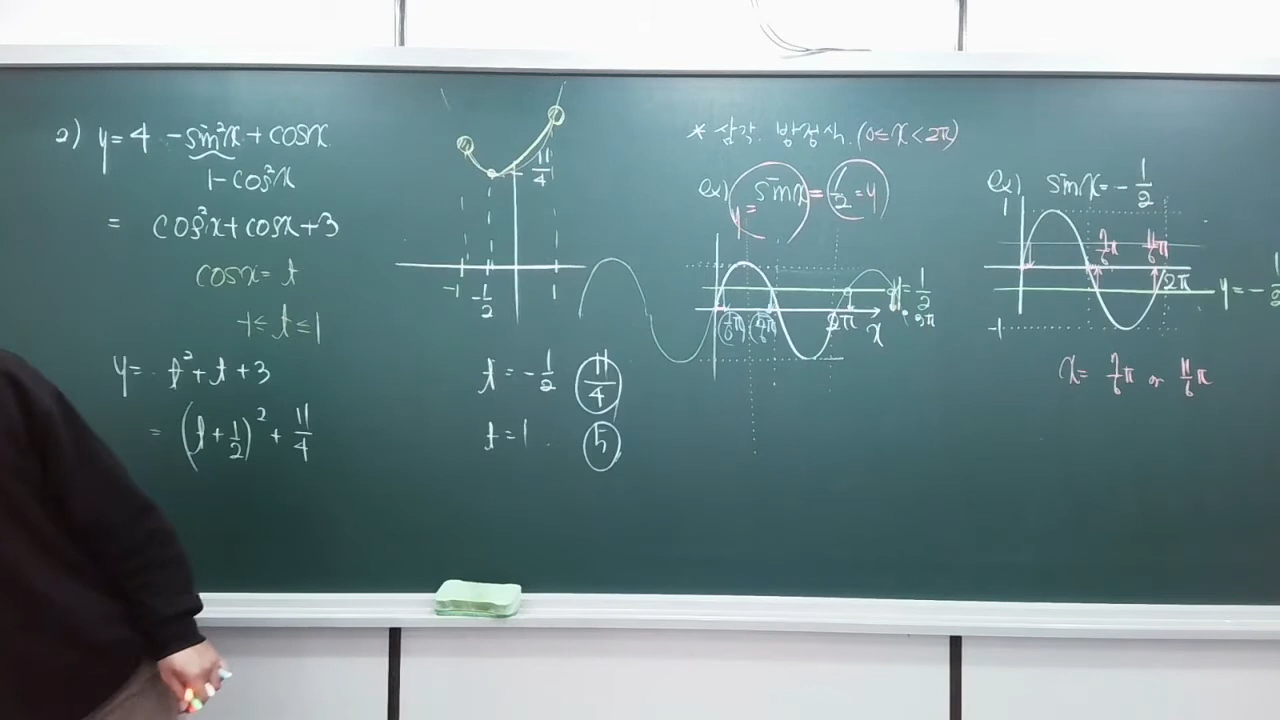 2) y = 4 - sin²x + cosx
1 - cos²x
= cos²x + cosx + 3
cosx = t
-1 ≤ t ≤ 1
y = t² + t + 3
= (t + 1/2)² + 11/4
11/4
-1
-1/2
1
t = -1/2 11/4
t = 1 5
* 삼각 방정식 (0 ≤ x < 2π)
ex) sinx = 1/2 = y
y =
y = 1/2
2π
x
ex) sinx = -1/2
1
7/6π 11/6π
2π
y = -1/2
-1
x = 7/6π or 11/6π